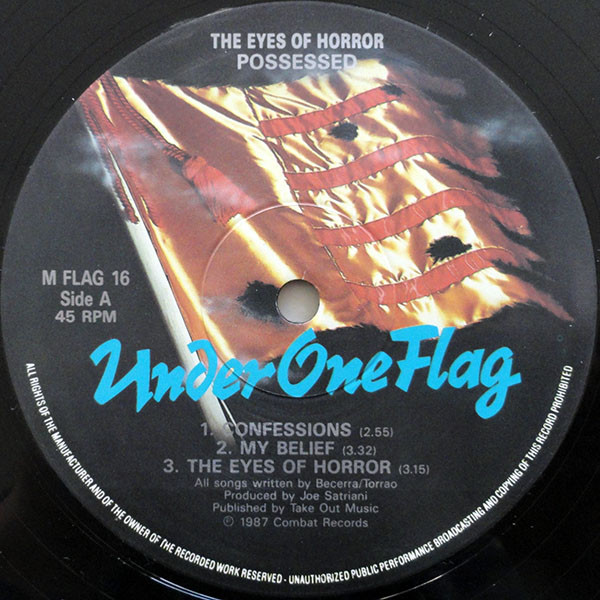 THE EYES OF HORROR
POSSESSED
M FLAG 16
Side A
45 RPM
Under One Flag
1. CONFESSIONS (2.55)
2. MY BELIEF (3.32)
3. THE EYES OF HORROR (3.15)
All songs written by Becerra/Torrao
Produced by Joe Satriani
Published by Take Out Music
© 1987 Combat Records
ALL RIGHTS OF THE MANUFACTURER AND OF THE OWNER OF THE RECORDED WORK RESERVED - UNAUTHORIZED PUBLIC PERFORMANCE BROADCASTING AND COPYING OF THIS RECORD PROHIBITED